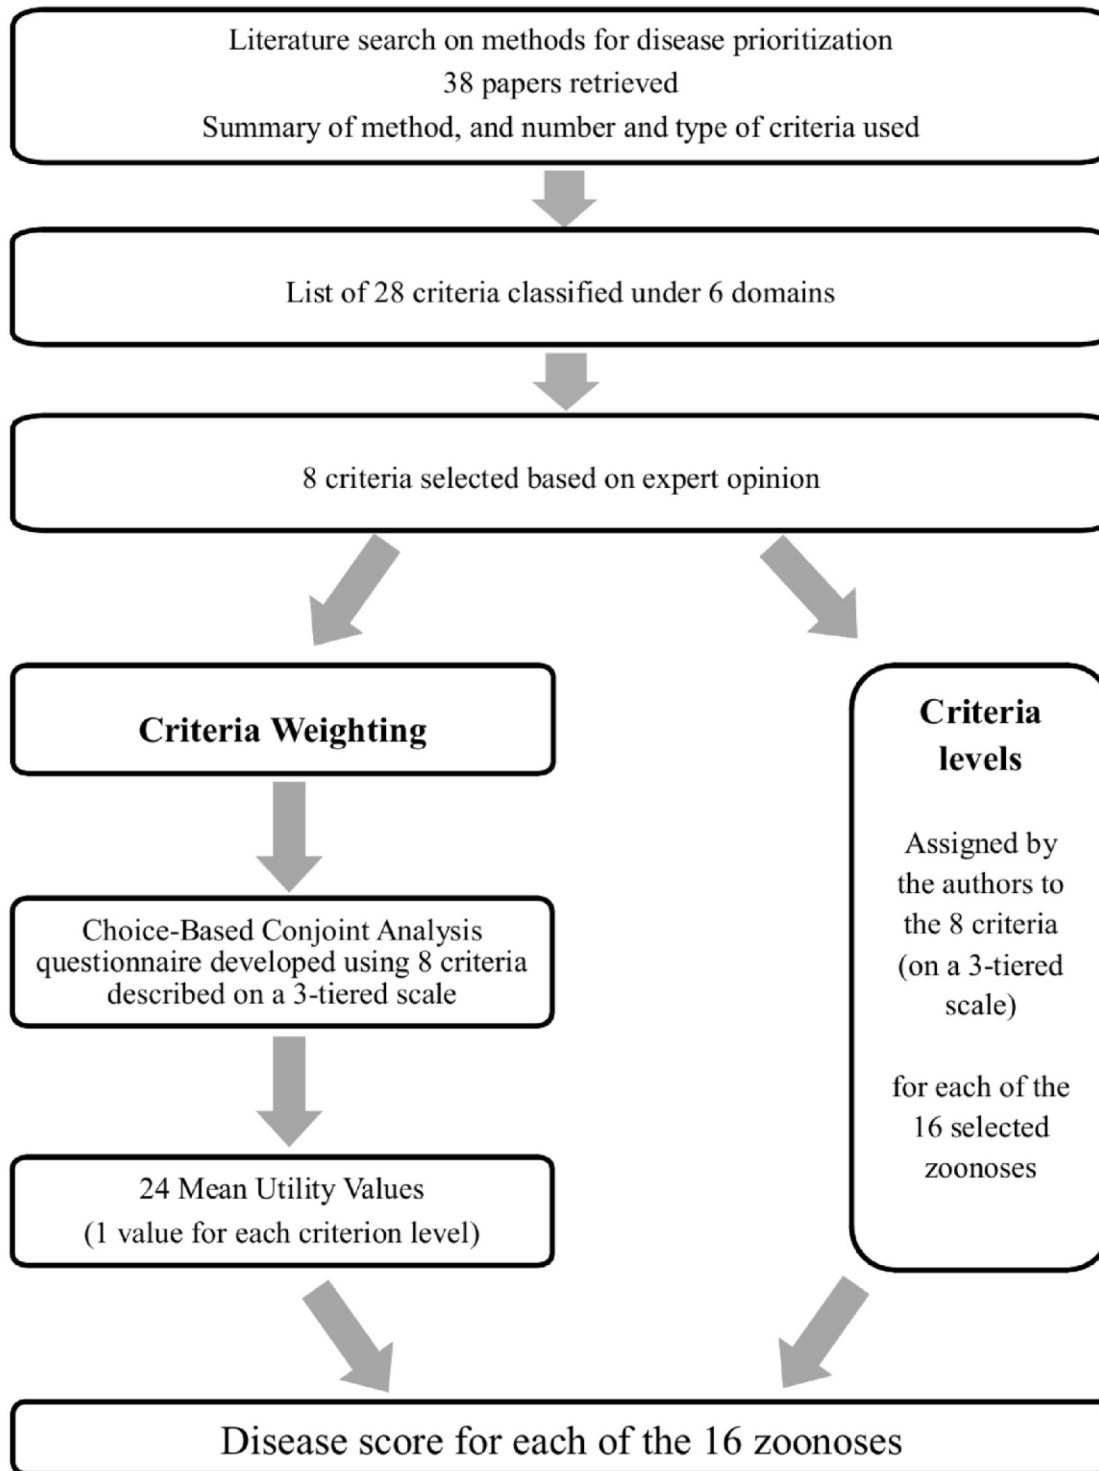 Literature search on methods for disease prioritization
38 papers retrieved
Summary of method, and number and type of criteria used
List of 28 criteria classified under 6 domains
8 criteria selected based on expert opinion
Criteria Weighting
Choice-Based Conjoint Analysis
questionnaire developed using 8 criteria
described on a 3-tiered scale
24 Mean Utility Values
(1 value for each criterion level)
Criteria
levels
Assigned by
the authors to
the 8 criteria
(on a 3-tiered
scale)
for each of the
16 selected
zoonoses
Disease score for each of the 16 zoonoses